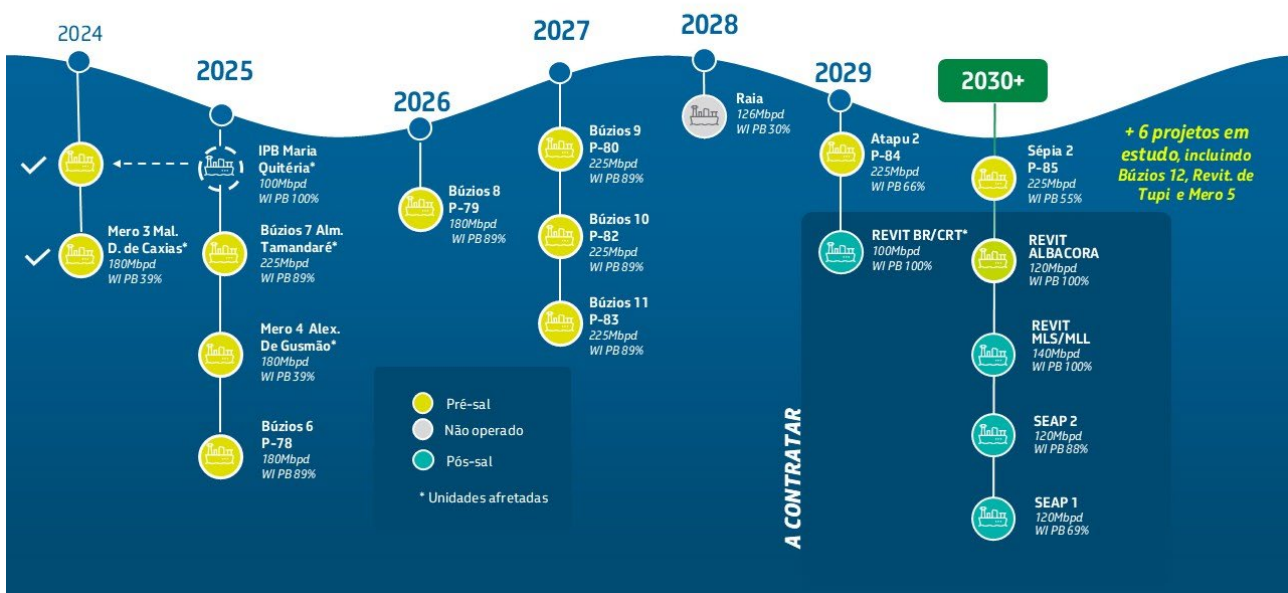 2024
Mero 3 Mal.
D. de Caxias*
180Mbpd
WI PB 39%
2025
IPB Maria
Quitéria*
100Mbpd
WI PB 100%
Búzios 7 Alm.
Tamandaré*
225Mbpd
WI PB 89%
Mero 4 Alex.
De Gusmão*
180Mbpd
WI PB 39%
Búzios 6
P-78
180Mbpd
WI PB 89%
2026
Búzios 8
P-79
180Mbpd
WI PB 89%
2027
Búzios 9
P-80
225Mbpd
WI PB 89%
Búzios 10
P-82
225Mbpd
WI PB 89%
Búzios 11
P-83
225Mbpd
WI PB 89%
2028
Raia
126Mbpd
WI PB 30%
2029
Atapu 2
P-84
225Mbpd
WI PB 66%
REVIT BR/CRT*
100Mbpd
WI PB 100%
2030+
Sépia 2
P-85
225Mbpd
WI PB 55%
REVIT
ALBACORA
120Mbpd
WI PB 100%
REVIT
MLS/MLL
140Mbpd
WI PB 100%
SEAP 2
120Mbpd
WI PB 88%
SEAP 1
120Mbpd
WI PB 69%
+ 6 projetos em
estudo, incluindo
Búzios 12, Revit. de
Tupi e Mero 5
A CONTRATAR
Pré-sal
Não operado
Pós-sal
* Unidades afretadas